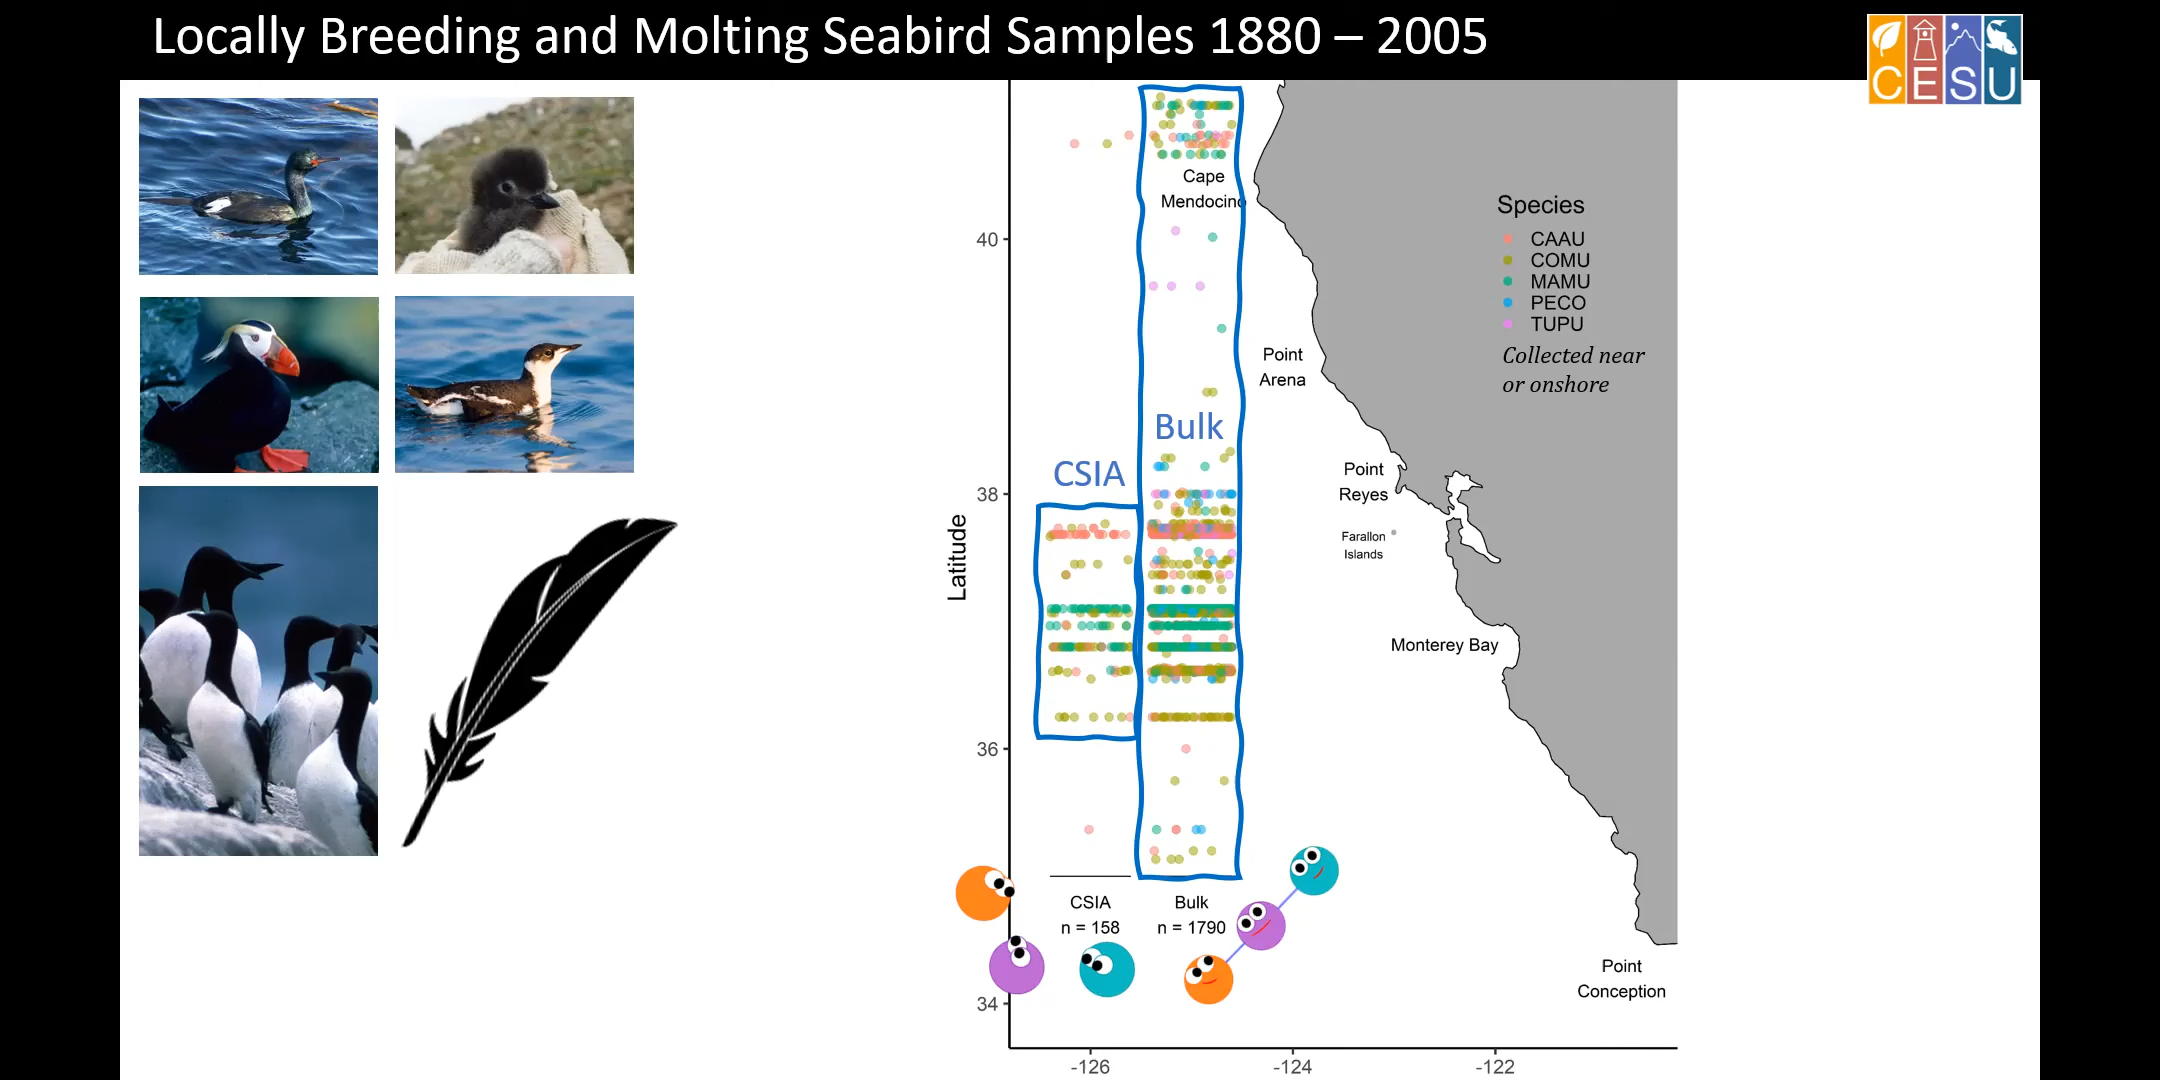 Locally Breeding and Molting Seabird Samples 1880 – 2005
CESU
Cape
Mendocino
Species
CAAU
COMU
MAMU
PECO
TUPU
Collected near
or onshore
40
Point
Arena
Bulk
CSIA
Point
Reyes
38
Farallon
Islands
Latitude
Monterey Bay
36
CSIA
n = 158
Bulk
n = 1790
Point
Conception
34
-126
-124
-122